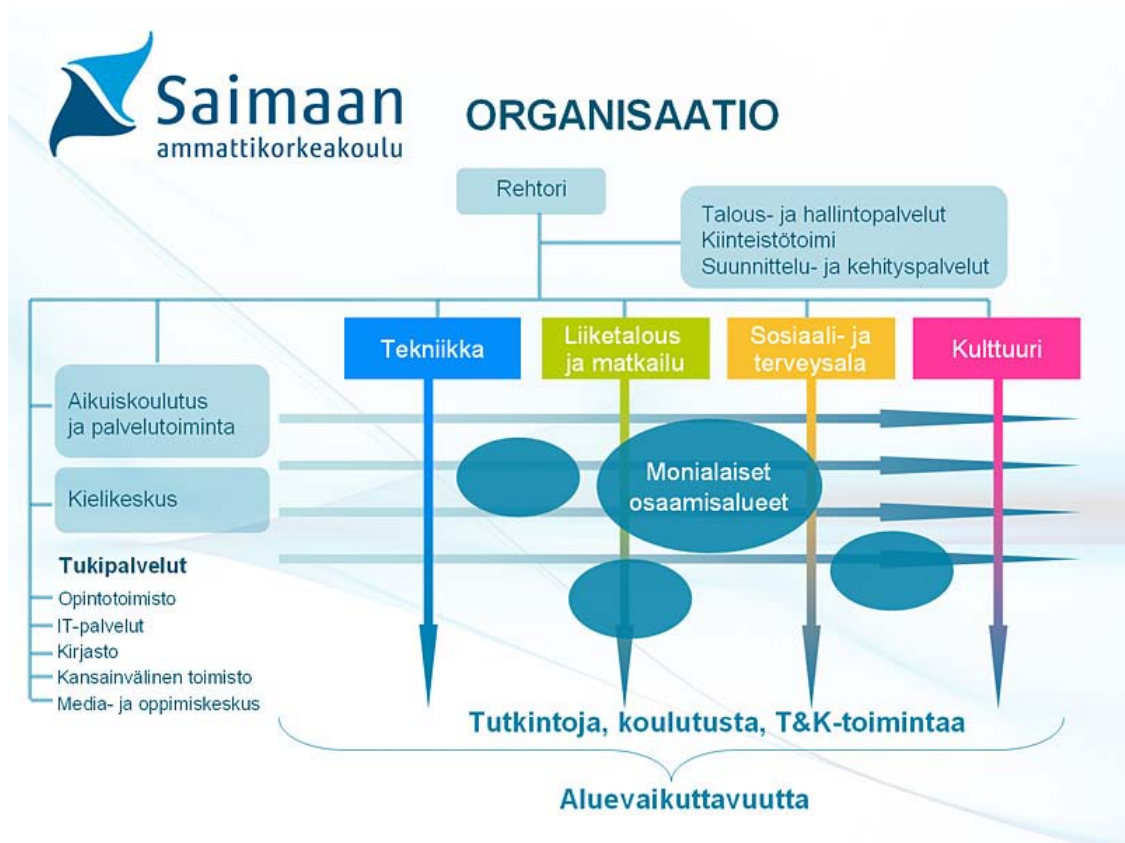 Saimaan
ammattikorkeakoulu
ORGANISAATIO
Rehtori
Talous- ja hallintopalvelut
Kiinteistötoimi
Suunnittelu- ja kehityspalvelut
Tekniikka
Liiketalous
ja matkailu
Sosiaali- ja
terveysala
Kulttuuri
Aikuiskoulutus
ja palvelutoiminta
Monialaiset
osaamisalueet
Kielikeskus
Tukipalvelut
Opintotoimisto
IT-palvelut
Kirjasto
Kansainvälinen toimisto
Media- ja oppimiskeskus
Tutkintoja, koulutusta, T&K-toimintaa
Aluevaikuttavuutta